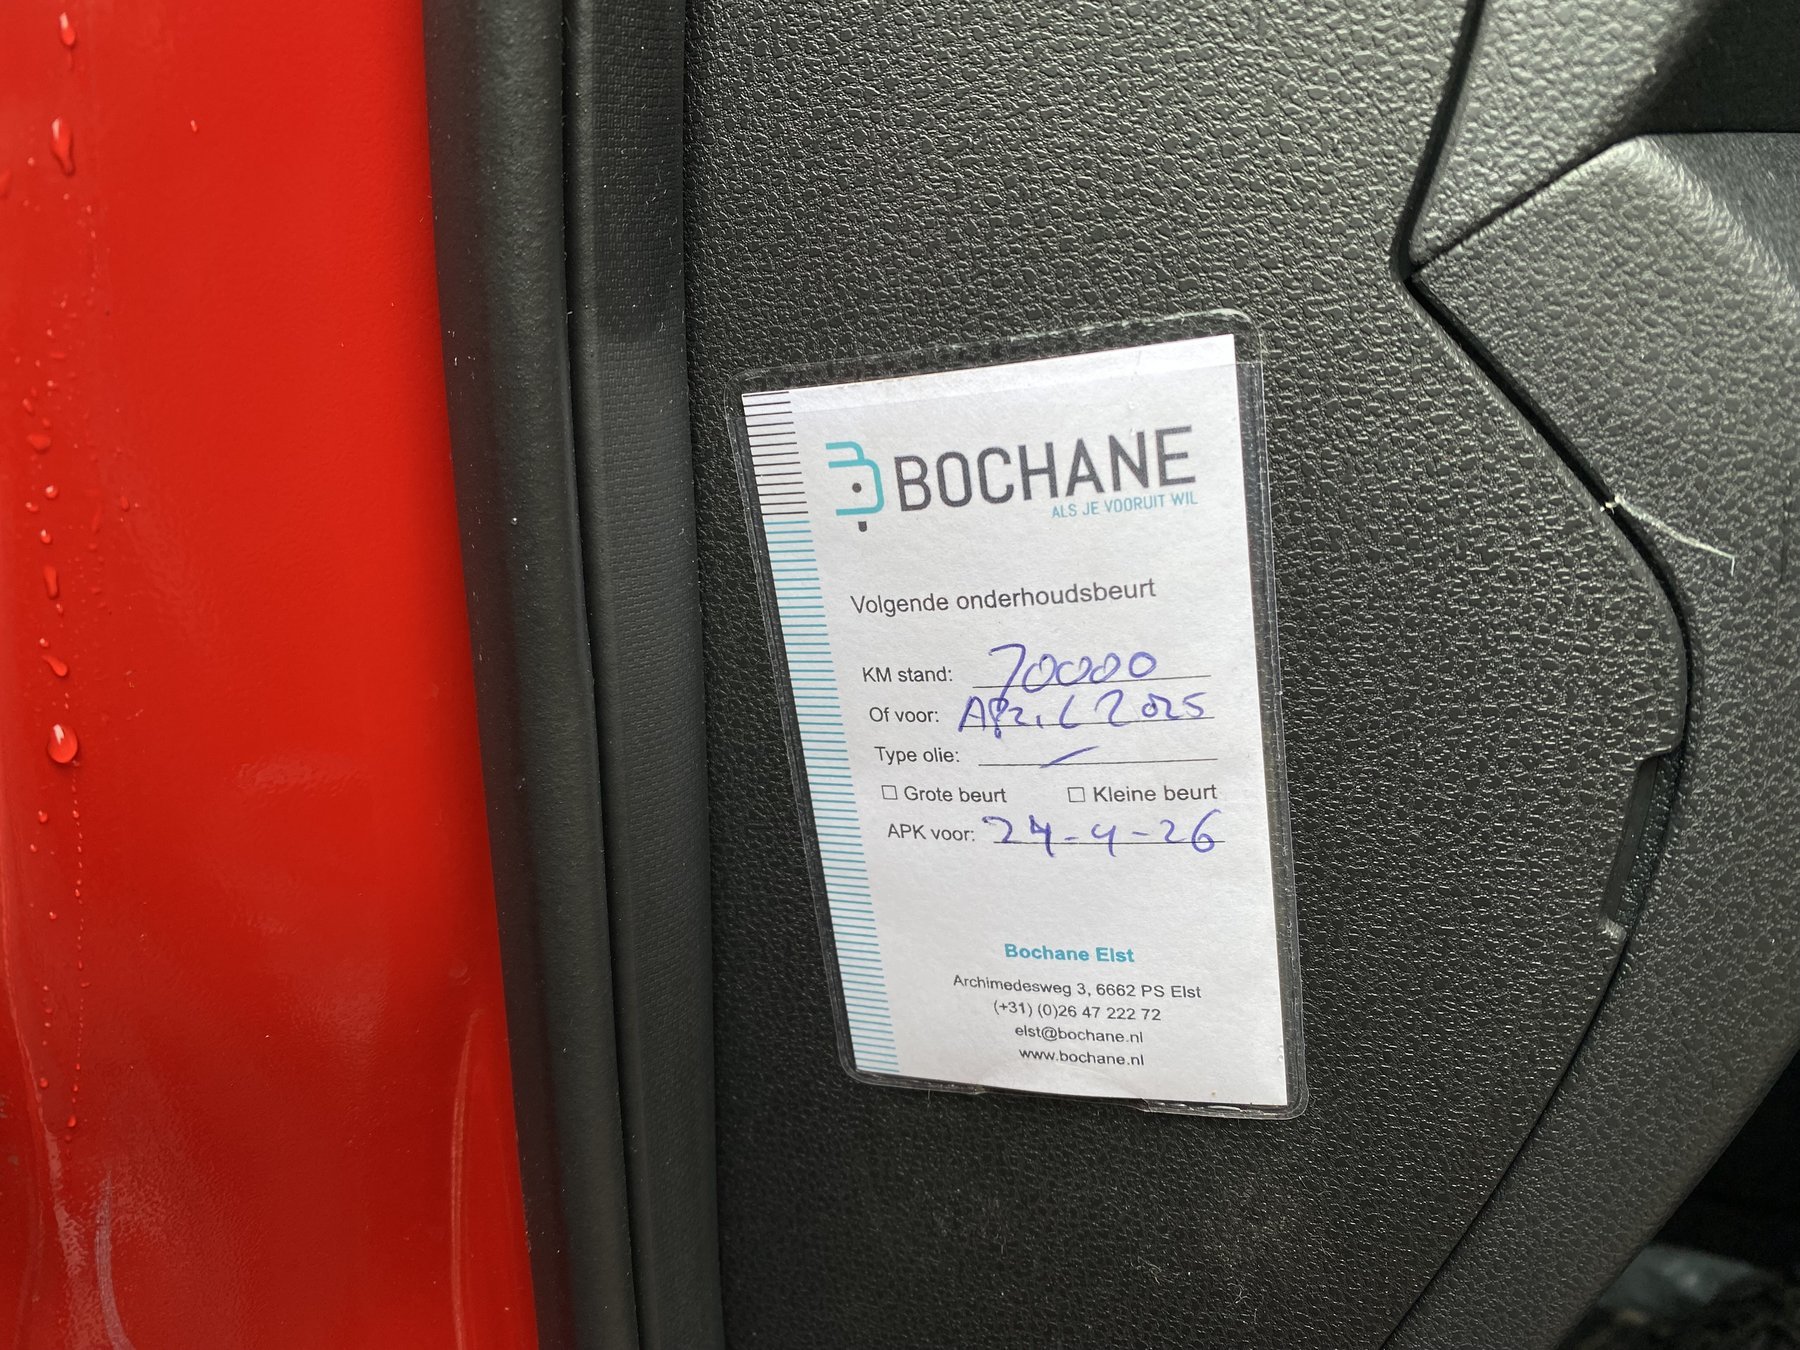 BOCHANE
ALS JE VOORUIT WIL
Volgende onderhoudsbeurt
KM stand: 70000
Of voor: APRIL 2025
Type olie: /
☐ Grote beurt ☐ Kleine beurt
APK voor: 24-4-26
Bochane Elst
Archimedesweg 3, 6662 PS Elst
(+31) (0)26 47 222 72
elst@bochane.nl
www.bochane.nl